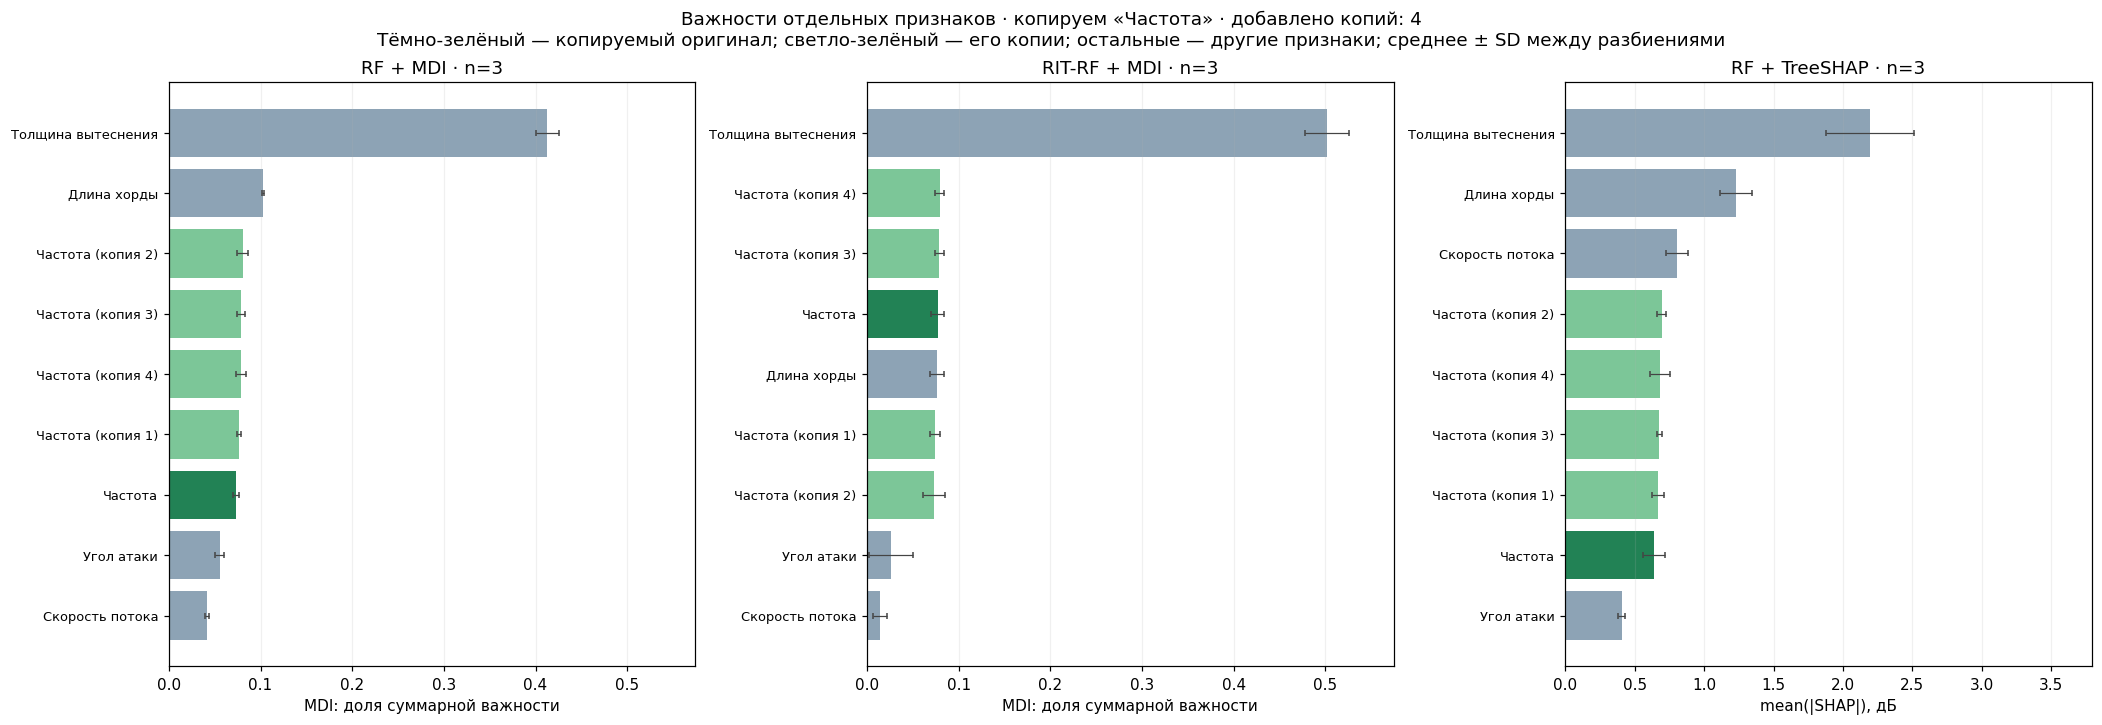 Важности отдельных признаков · копируем «Частота» · добавлено копий: 4
Тёмно-зелёный — копируемый оригинал; светло-зелёный — его копии; остальные — другие признаки; среднее ± SD между разбиениями
RF + MDI · n=3
Толщина вытеснения
Длина хорды
Частота (копия 2)
Частота (копия 3)
Частота (копия 4)
Частота (копия 1)
Частота
Угол атаки
Скорость потока
0.0 0.1 0.2 0.3 0.4 0.5
MDI: доля суммарной важности
RIT-RF + MDI · n=3
Толщина вытеснения
Частота (копия 4)
Частота (копия 3)
Частота
Длина хорды
Частота (копия 1)
Частота (копия 2)
Угол атаки
Скорость потока
0.0 0.1 0.2 0.3 0.4 0.5
MDI: доля суммарной важности
RF + TreeSHAP · n=3
Толщина вытеснения
Длина хорды
Скорость потока
Частота (копия 2)
Частота (копия 4)
Частота (копия 3)
Частота (копия 1)
Частота
Угол атаки
0.0 0.5 1.0 1.5 2.0 2.5 3.0 3.5
mean(|SHAP|), дБ